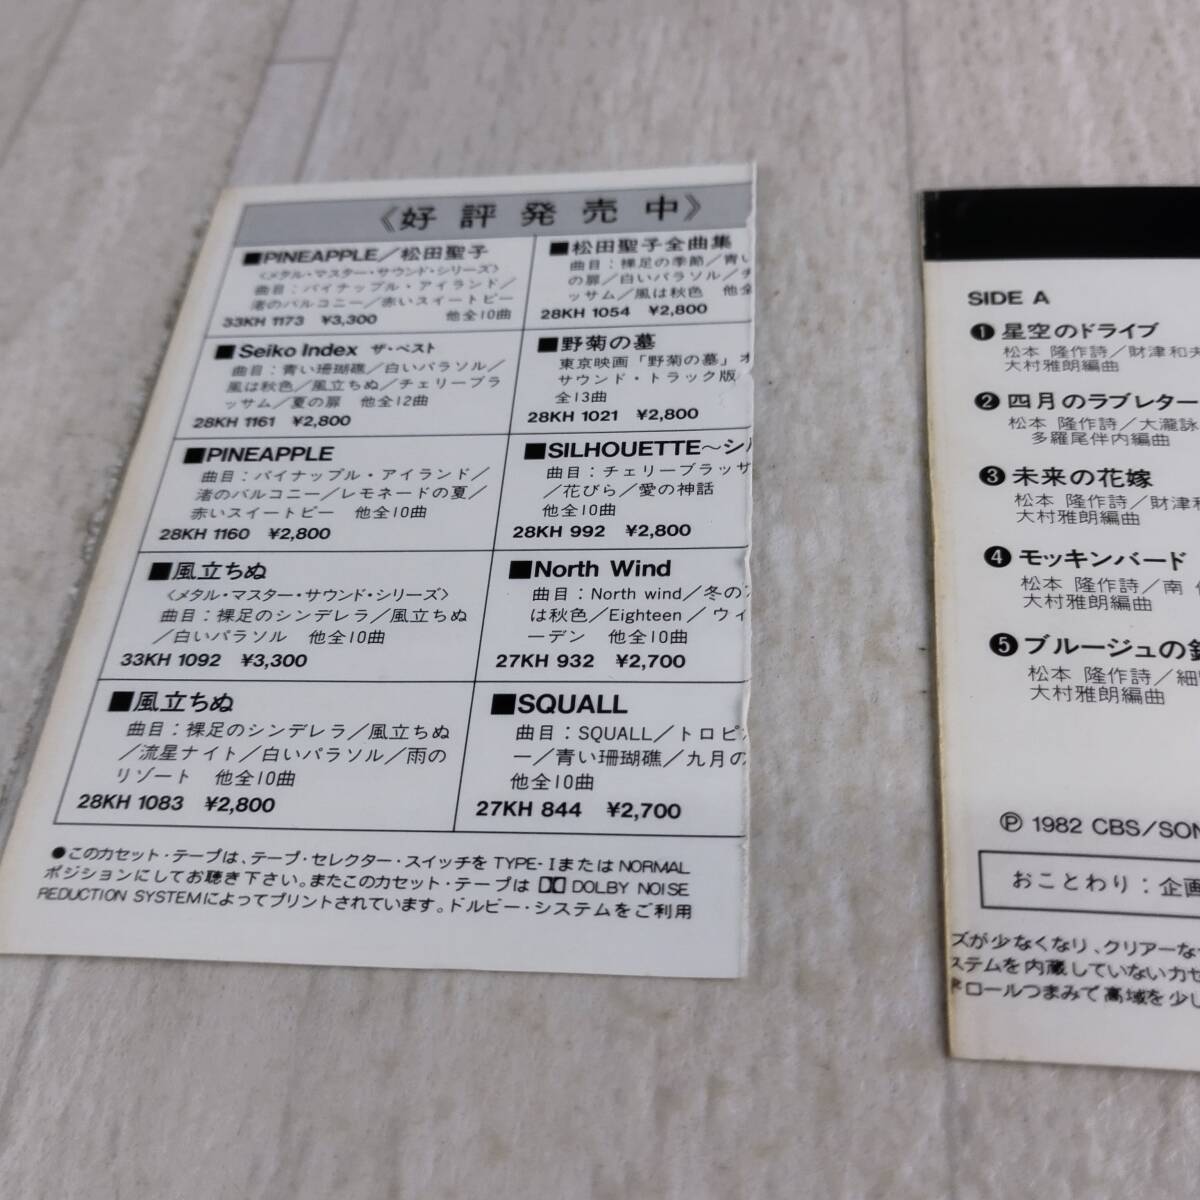 《好評発売中》
■PINEAPPLE／松田聖子
〈メタル・マスター・サウンド・シリーズ〉
曲目：パイナップル・アイランド／
渚のバルコニー／赤いスイートピー
他全10曲
33KH 1173 ¥3,300
■Seiko Index ザ・ベスト
曲目：青い珊瑚礁／白いパラソル／
風は秋色／風立ちぬ／チェリーブラ
ッサム／夏の扉 他全12曲
28KH 1161 ¥2,800
■PINEAPPLE
曲目：パイナップル・アイランド／
渚のバルコニー／レモネードの夏／
赤いスイートピー 他全10曲
28KH 1160 ¥2,800
■風立ちぬ
〈メタル・マスター・サウンド・シリーズ〉
曲目：裸足のシンデレラ／風立ちぬ
／白いパラソル 他全10曲
33KH 1092 ¥3,300
■風立ちぬ
曲目：裸足のシンデレラ／風立ちぬ
／流星ナイト／白いパラソル／雨の
リゾート 他全10曲
28KH 1083 ¥2,800
■松田聖子全曲集
曲目：裸足の季節／青い
の扉／白いパラソル／チ
ッサム／風は秋色 他全
28KH 1054 ¥2,800
■野菊の墓
東京映画「野菊の墓」オ
サウンド・トラック版
全13曲
28KH 1021 ¥2,800
■SILHOUETTE〜シル
曲目：チェリーブラッサ
／花びら／愛の神話
他全10曲
28KH 992 ¥2,800
■North Wind
曲目：North wind／冬の
は秋色／Eighteen／ウィ
ーデン 他全10曲
27KH 932 ¥2,700
■SQUALL
曲目：SQUALL／トロピ
ー／青い珊瑚礁／九月の
他全10曲
27KH 844 ¥2,700
●このカセット・テープは、テープ・セレクター・スイッチを TYPE-IまたはNORMAL
ポジションにしてお聴き下さい。またこのカセット・テープは DOLBY NOISE
REDUCTION SYSTEMによってプリントされています。ドルビー・システムをご利用
SIDE A
❶星空のドライブ
松本 隆作詩／財津和夫
大村雅朗編曲
❷四月のラブレター
松本 隆作詩／大瀧詠
多羅尾伴内編曲
❸未来の花嫁
松本 隆作詩／財津和
大村雅朗編曲
❹モッキンバード
松本 隆作詩／南
大村雅朗編曲
❺ブルージュの
松本 隆作詩／細
大村雅朗編曲
Ⓟ 1982 CBS/SON
おことわり：企画
ズが少なくなり、クリアーな
ステムを内蔵していないカセ
ロールつまみで高域を少し